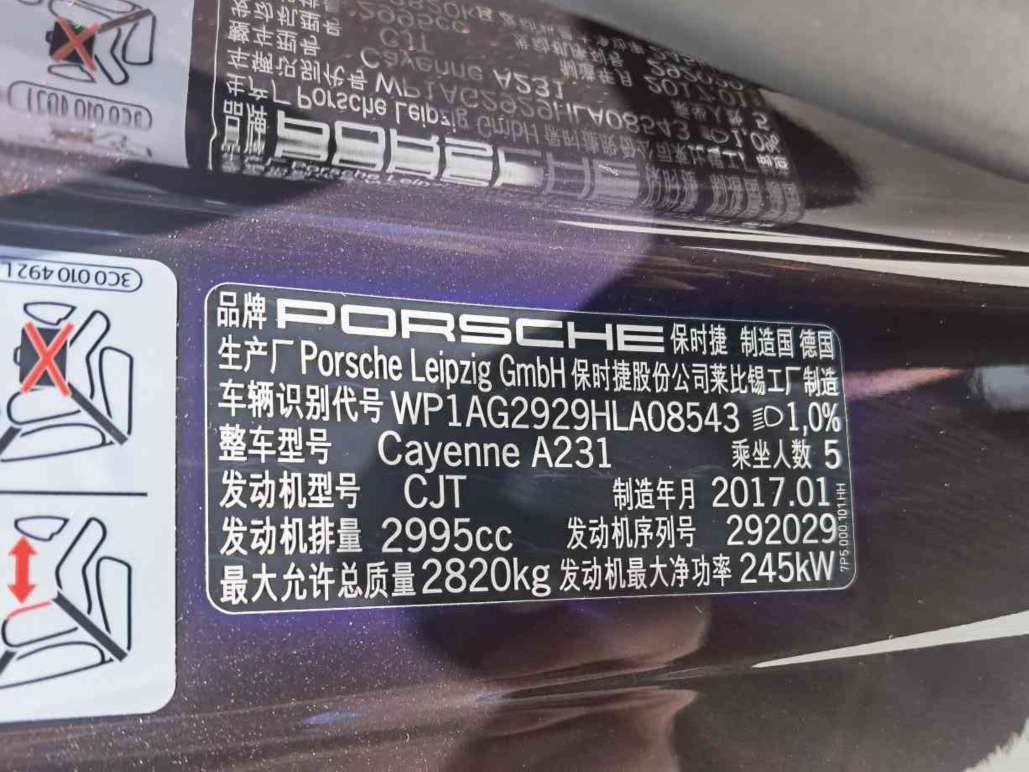 品牌 PORSCHE 保时捷 制造国 德国
生产厂 Porsche Leipzig GmbH 保时捷股份公司莱比锡工厂制造
车辆识别代号 WP1AG2929HLA08543 1,0%
整车型号 Cayenne A231 乘坐人数 5
发动机型号 CJT 制造年月 2017.01
发动机排量 2995cc 发动机序列号 292029
最大允许总质量 2820kg 发动机最大净功率 245kW
7P5.000.101.HH
3C0 010 492 L